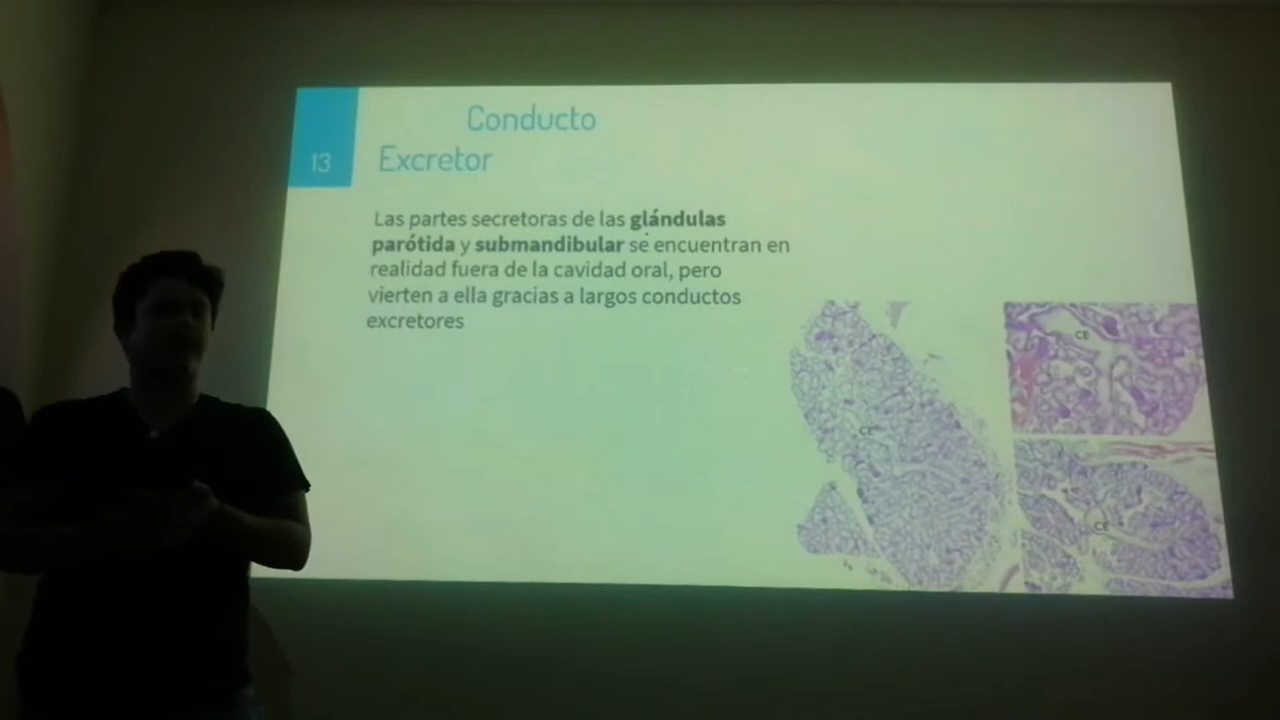 Conducto
13
Excretor
Las partes secretoras de las glándulas
parótida y submandibular se encuentran en
realidad fuera de la cavidad oral, pero
vierten a ella gracias a largos conductos
excretores
CE
CE
CE